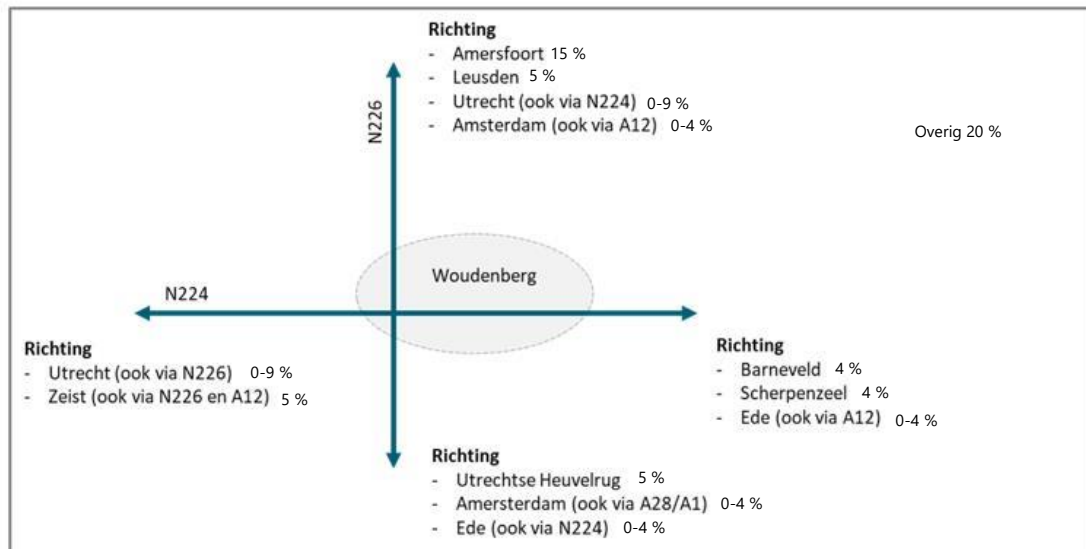 Richting
- Amersfoort 15 %
- Leusden 5 %
- Utrecht (ook via N224) 0-9 %
- Amsterdam (ook via A12) 0-4 %
N226
Overig 20 %
Woudenberg
N224
Richting
- Utrecht (ook via N226) 0-9 %
- Zeist (ook via N226 en A12) 5 %
Richting
- Barneveld 4 %
- Scherpenzeel 4 %
- Ede (ook via A12) 0-4 %
Richting
- Utrechtse Heuvelrug 5 %
- Amersterdam (ook via A28/A1) 0-4 %
- Ede (ook via N224) 0-4 %